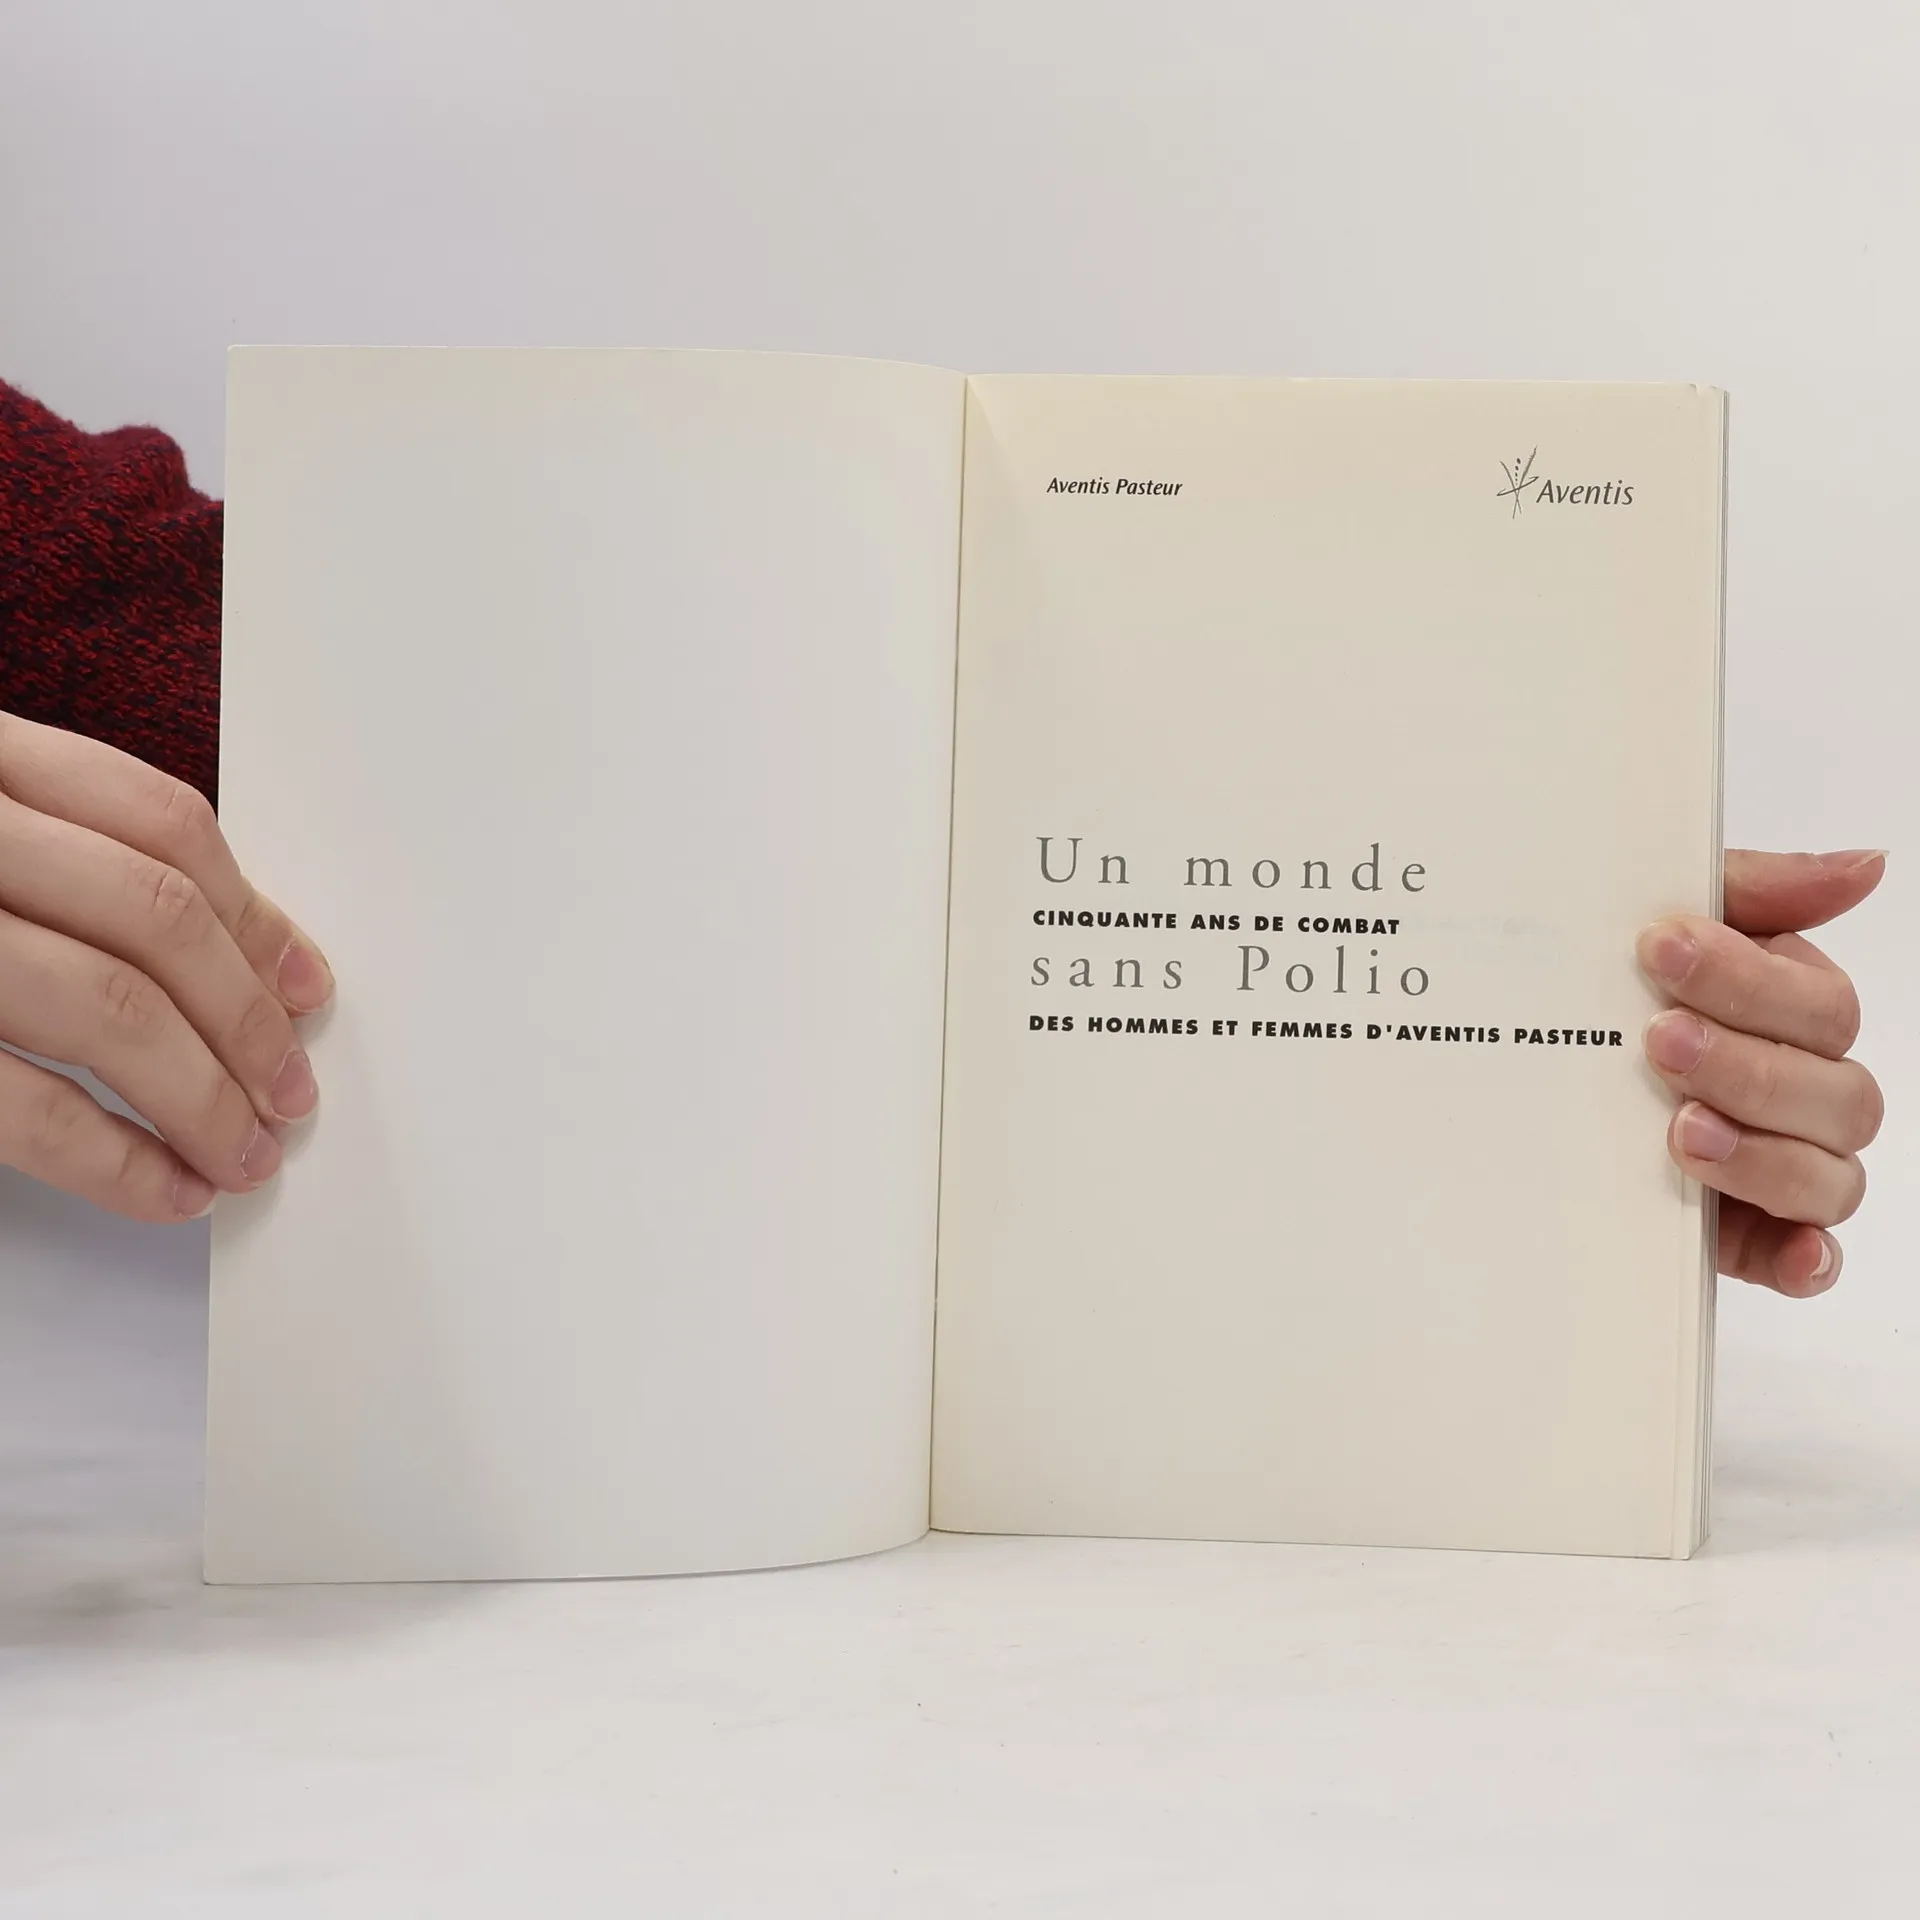 Aventis Pasteur
Aventis
Un monde
CINQUANTE ANS DE COMBAT
sans Polio
DES HOMMES ET FEMMES D'AVENTIS PASTEUR